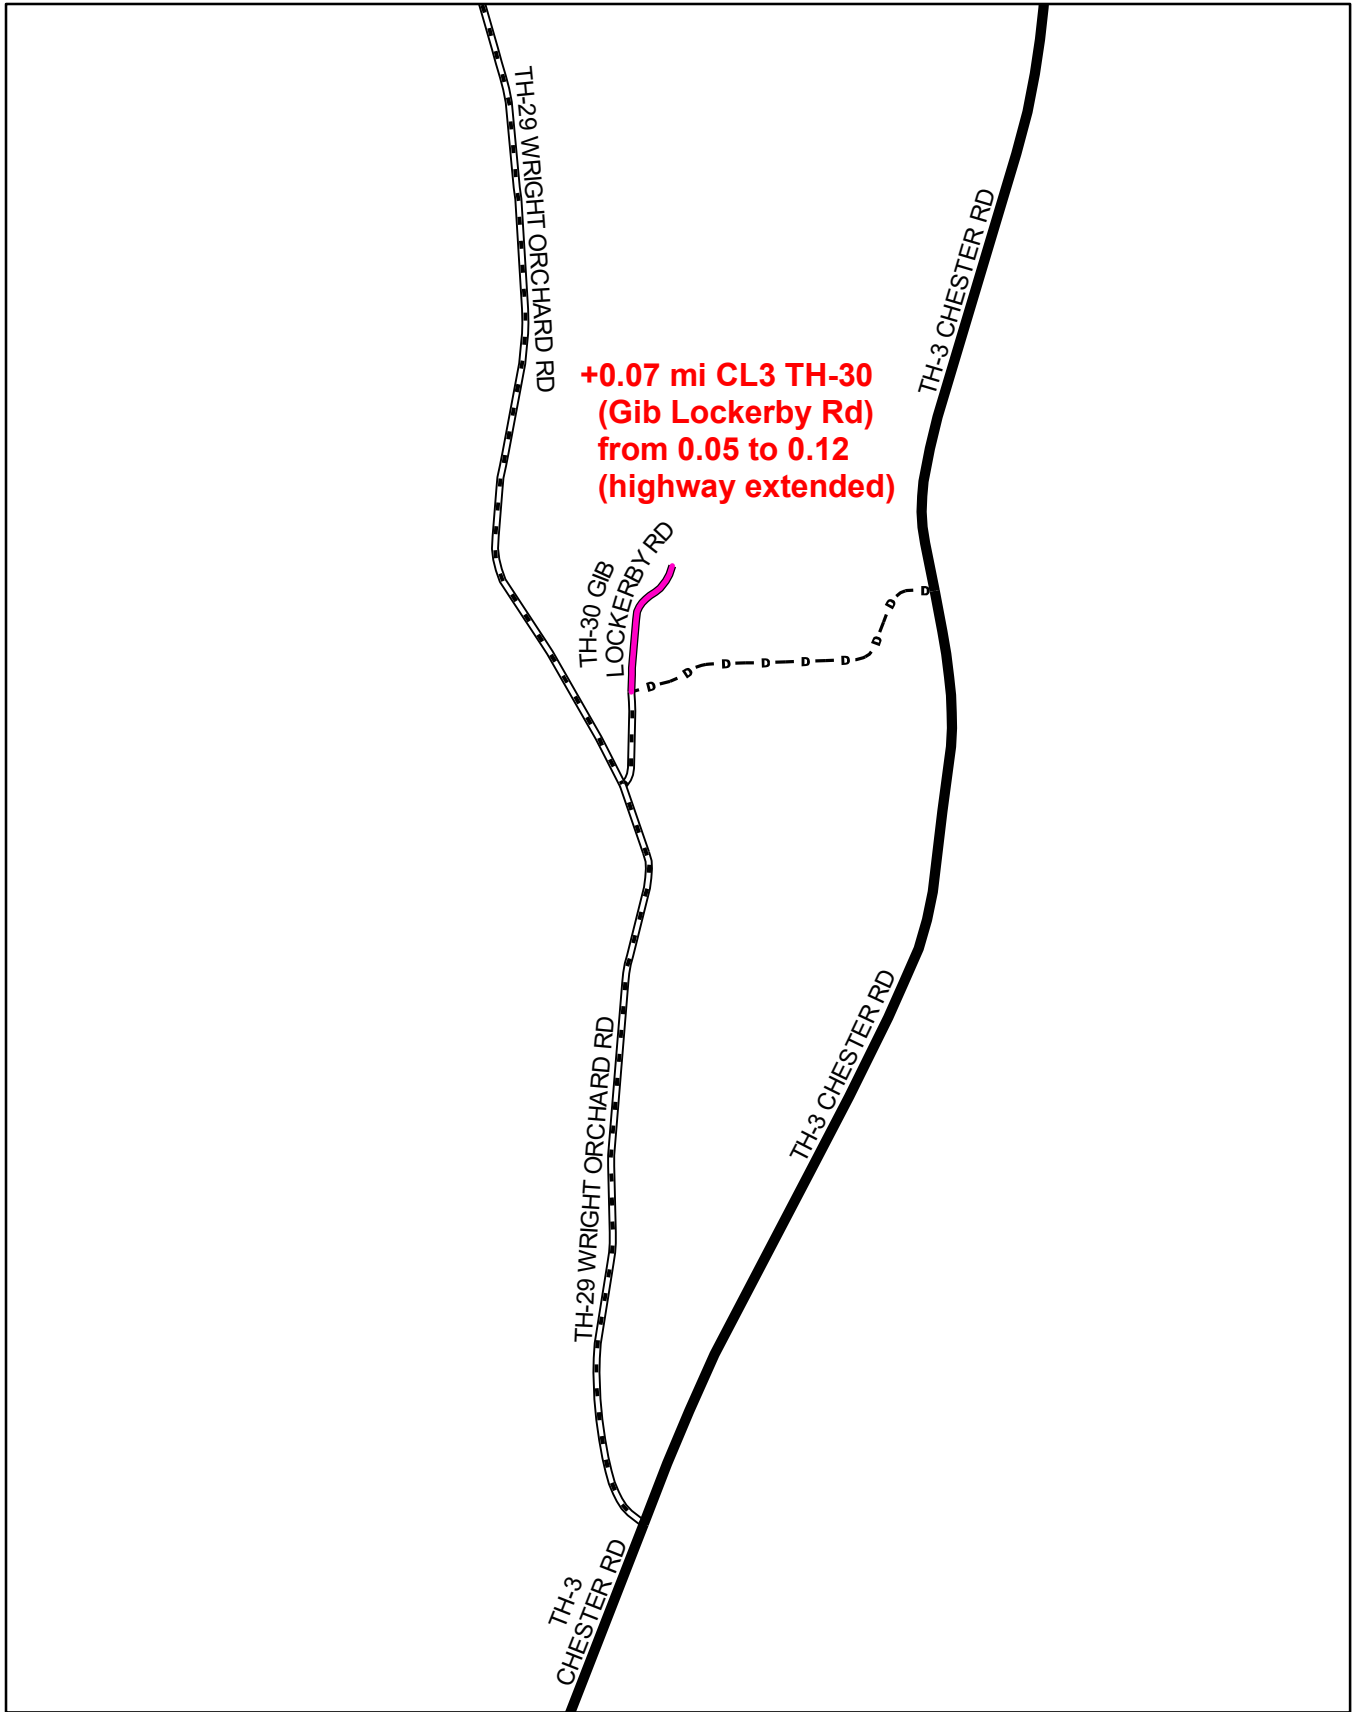 TH-29 WRIGHT ORCHARD RD
TH-3 CHESTER RD
+0.07 mi CL3 TH-30
(Gib Lockerby Rd)
from 0.05 to 0.12
(highway extended)
TH-30 GIB
LOCKERBY RD
D
D
D
D
D
D
D
D
D
TH-3 CHESTER RD
TH-29 WRIGHT ORCHARD RD
TH-3
CHESTER RD